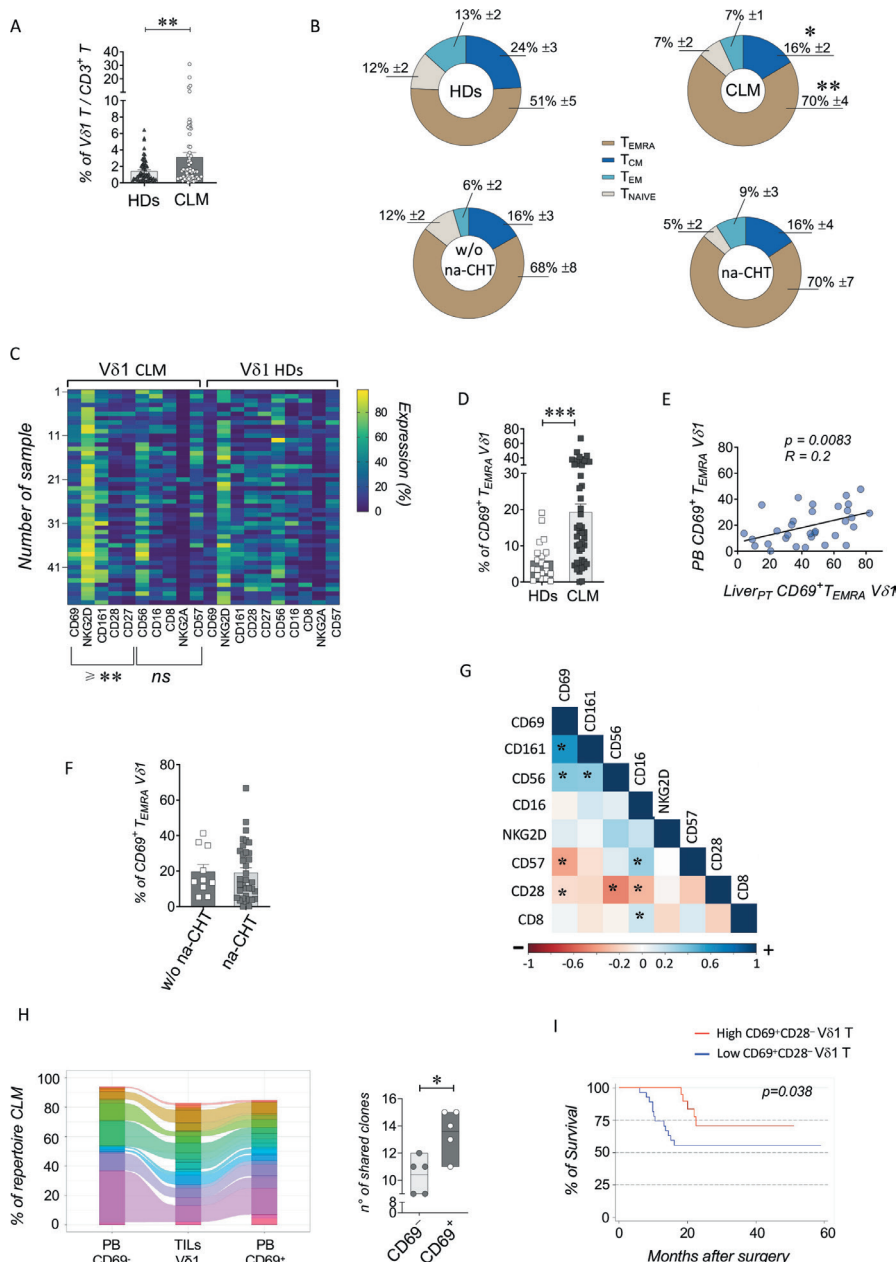 A
**
% of Vδ1 T / CD3+ T
40
30
20
10
8
6
4
2
0
HDs
CLM
B
13% ±2
24% ±3
12% ±2
51% ±5
HDs
7% ±1
*
7% ±2
16% ±2
**
70% ±4
CLM
TEMRA
TCM
TEM
TNAIVE
6% ±2
12% ±2
16% ±3
68% ±8
w/o
na-CHT
9% ±3
5% ±2
16% ±4
70% ±7
na-CHT
C
Vδ1 CLM
Vδ1 HDs
Number of sample
1
11
21
31
41
Expression (%)
80
60
40
20
0
CD69
NKG2D
CD161
CD28
CD27
CD56
CD16
CD8
NKG2A
CD57
CD69
NKG2D
CD161
CD28
CD27
CD56
CD16
CD8
NKG2A
CD57
⩾ **
ns
D
***
% of CD69+ TEMRA Vδ1
80
70
60
50
40
30
20
10
0
HDs
CLM
E
p = 0.0083
R = 0.2
PB CD69+ TEMRA Vδ1
80
60
40
20
0
0
20
40
60
80
LiverPT CD69+TEMRA Vδ1
F
% of CD69+ TEMRA Vδ1
80
60
40
20
0
w/o na-CHT
na-CHT
G
CD69
CD161
CD56
CD16
NKG2D
CD57
CD28
CD8
CD69
CD161 *
CD56 * *
CD16
NKG2D
CD57 * *
CD28 * * *
CD8 *
- +
-1 -0.6 -0.2 0 0.2 0.6 1
H
% of repertoire CLM
100
80
60
40
20
0
PB
CD69-
TILs
Vδ1
PB
CD69+
*
n° of shared clones
16
14
12
10
8
0
CD69−
CD69+
I
High CD69+CD28− Vδ1 T
Low CD69+CD28− Vδ1 T
p=0.038
% of Survival
100
75
50
25
0
0
20
40
60
Months after surgery